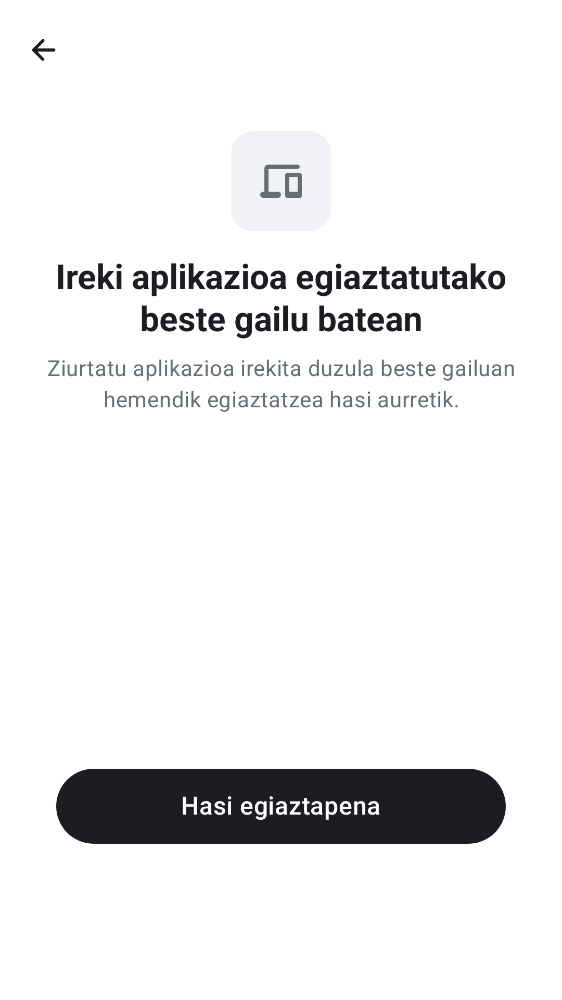 Ireki aplikazioa egiaztatutako
beste gailu batean
Ziurtatu aplikazioa irekita duzula beste gailuan
hemendik egiaztatzea hasi aurretik.
Hasi egiaztapena